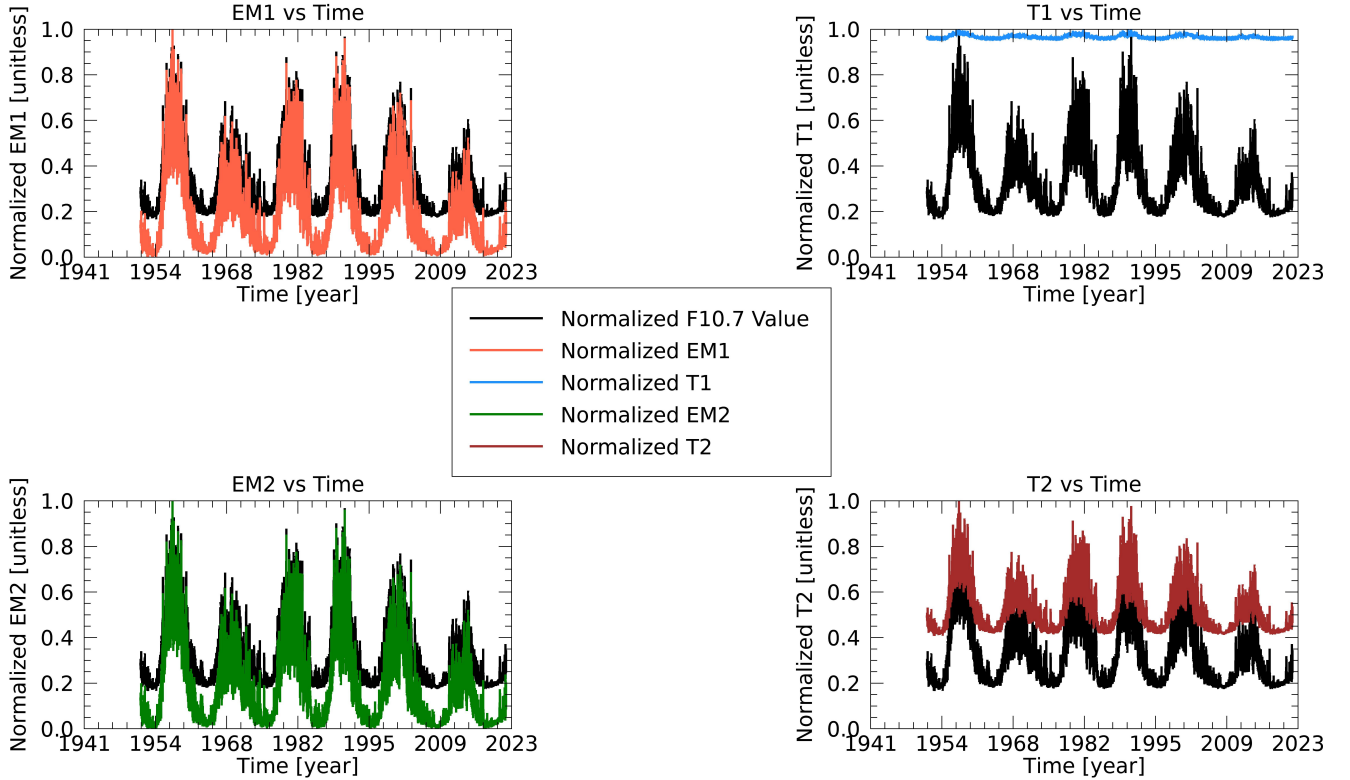 EM1 vs Time
Normalized EM1 [unitless]
1.0
0.8
0.6
0.4
0.2
0.0
1941 1954 1968 1982 1995 2009 2023
Time [year]
T1 vs Time
Normalized T1 [unitless]
1.0
0.8
0.6
0.4
0.2
0.0
1941 1954 1968 1982 1995 2009 2023
Time [year]
Normalized F10.7 Value
Normalized EM1
Normalized T1
Normalized EM2
Normalized T2
EM2 vs Time
Normalized EM2 [unitless]
1.0
0.8
0.6
0.4
0.2
0.0
1941 1954 1968 1982 1995 2009 2023
Time [year]
T2 vs Time
Normalized T2 [unitless]
1.0
0.8
0.6
0.4
0.2
0.0
1941 1954 1968 1982 1995 2009 2023
Time [year]